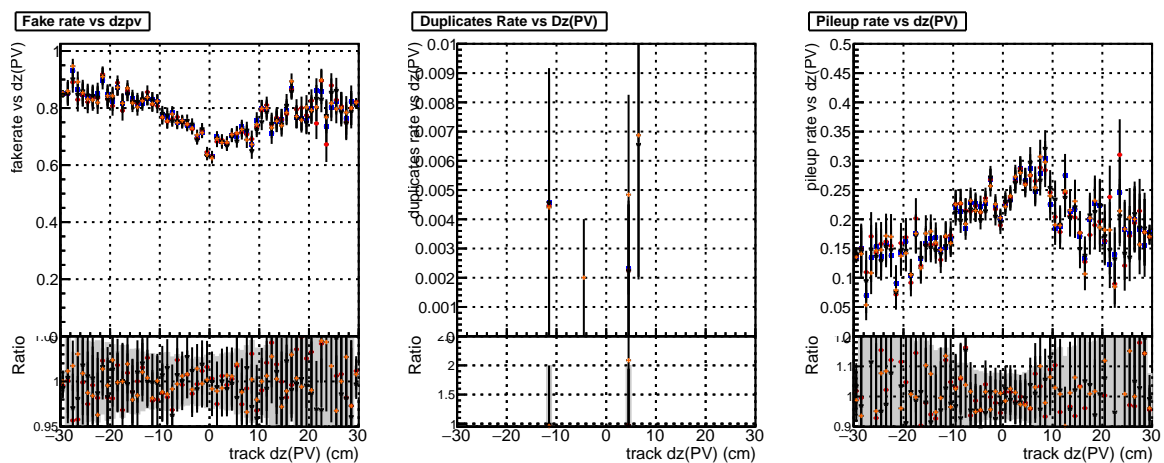 Fake rate vs dzpv
fakerate vs dz(PV)
1
0.8
0.6
0.4
0.2
0
Ratio
1
0.95
−30 −20 −10 0 10 20 30
track dz(PV) (cm)
Duplicates Rate vs Dz(PV)
duplicates rate vs dz(PV)
0.01
0.009
0.008
0.007
0.006
0.005
0.004
0.003
0.002
0.001
0
Ratio
2
1.5
1
−30 −20 −10 0 10 20 30
track dz(PV) (cm)
Pileup rate vs dz(PV)
pileup rate vs dz(PV)
0.5
0.45
0.4
0.35
0.3
0.25
0.2
0.15
0.1
0.05
0
Ratio
1.1
1
0.9
−30 −20 −10 0 10 20 30
track dz(PV) (cm)